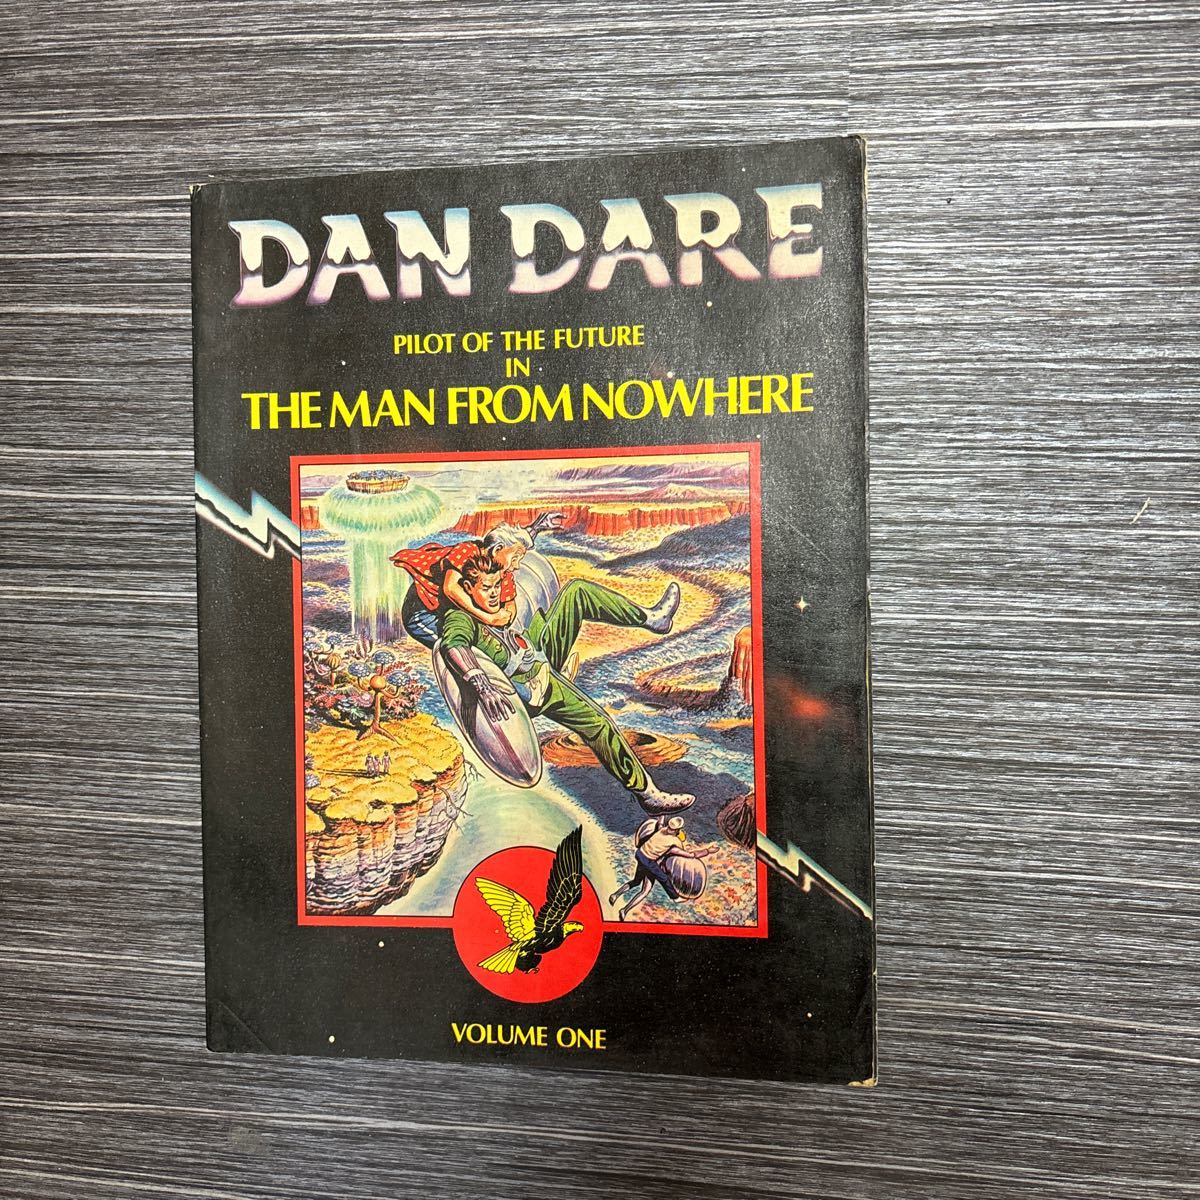 DAN DARE
PILOT OF THE FUTURE
IN
THE MAN FROM NOWHERE
VOLUME ONE